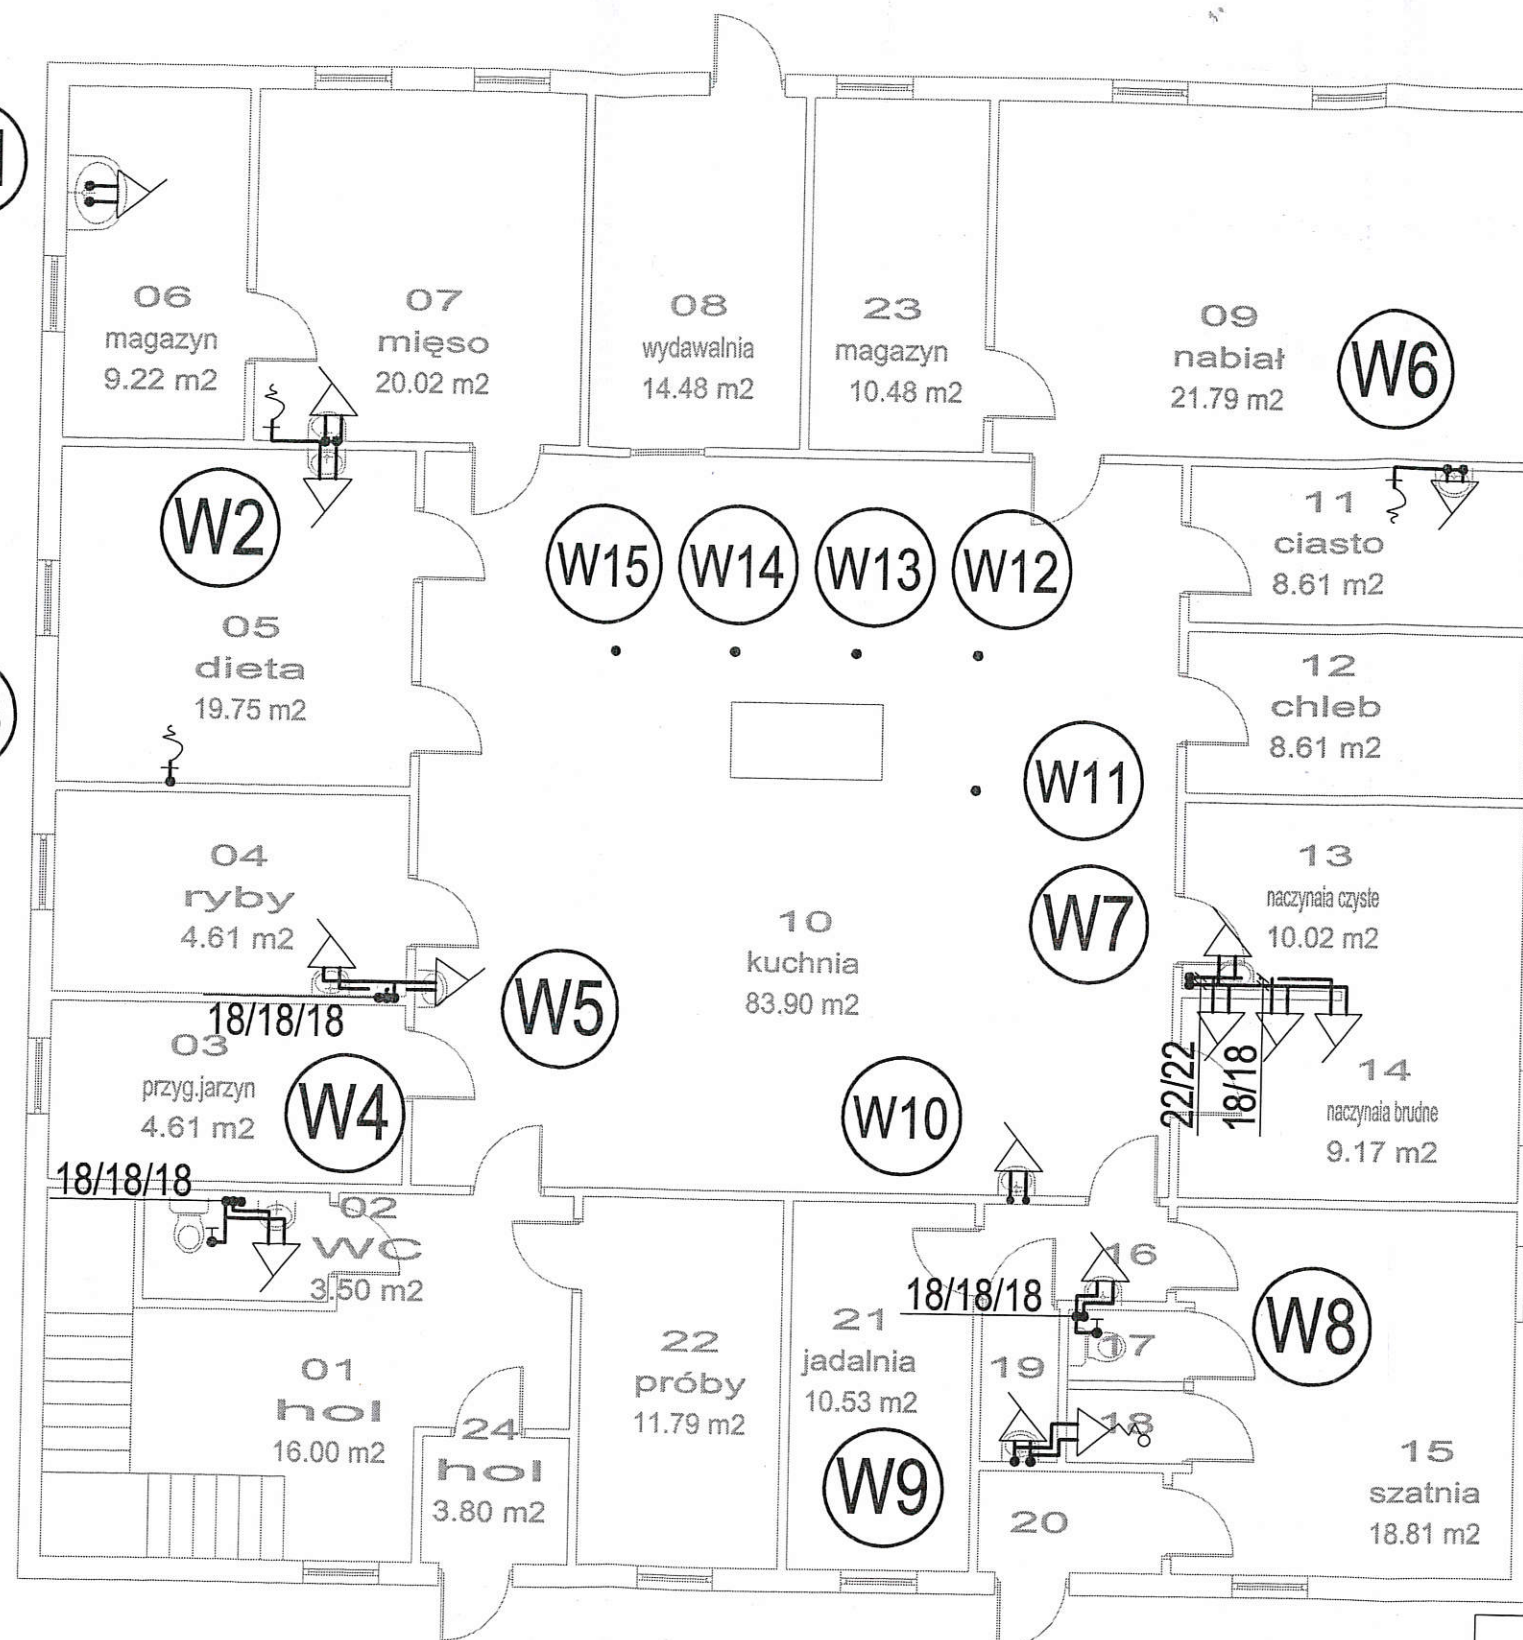 06
magazyn
9.22 m2
07
mięso
20.02 m2
08
wydawalnia
14.48 m2
23
magazyn
10.48 m2
09
nabiał
21.79 m2
W6
W2
05
dieta
19.75 m2
W15
W14
W13
W12
11
ciasto
8.61 m2
12
chleb
8.61 m2
W11
04
ryby
4.61 m2
18/18/18
W5
10
kuchnia
83.90 m2
W7
13
naczynaia czyste
10.02 m2
03
przyg.jarzyn
4.61 m2
W4
W10
22/22
18/18
14
naczynaia brudne
9.17 m2
18/18/18
02
WC
3.50 m2
01
hol
16.00 m2
24
hol
3.80 m2
22
próby
11.79 m2
21
jadalnia
10.53 m2
W9
18/18/18
16
17
18
19
20
W8
15
szatnia
18.81 m2